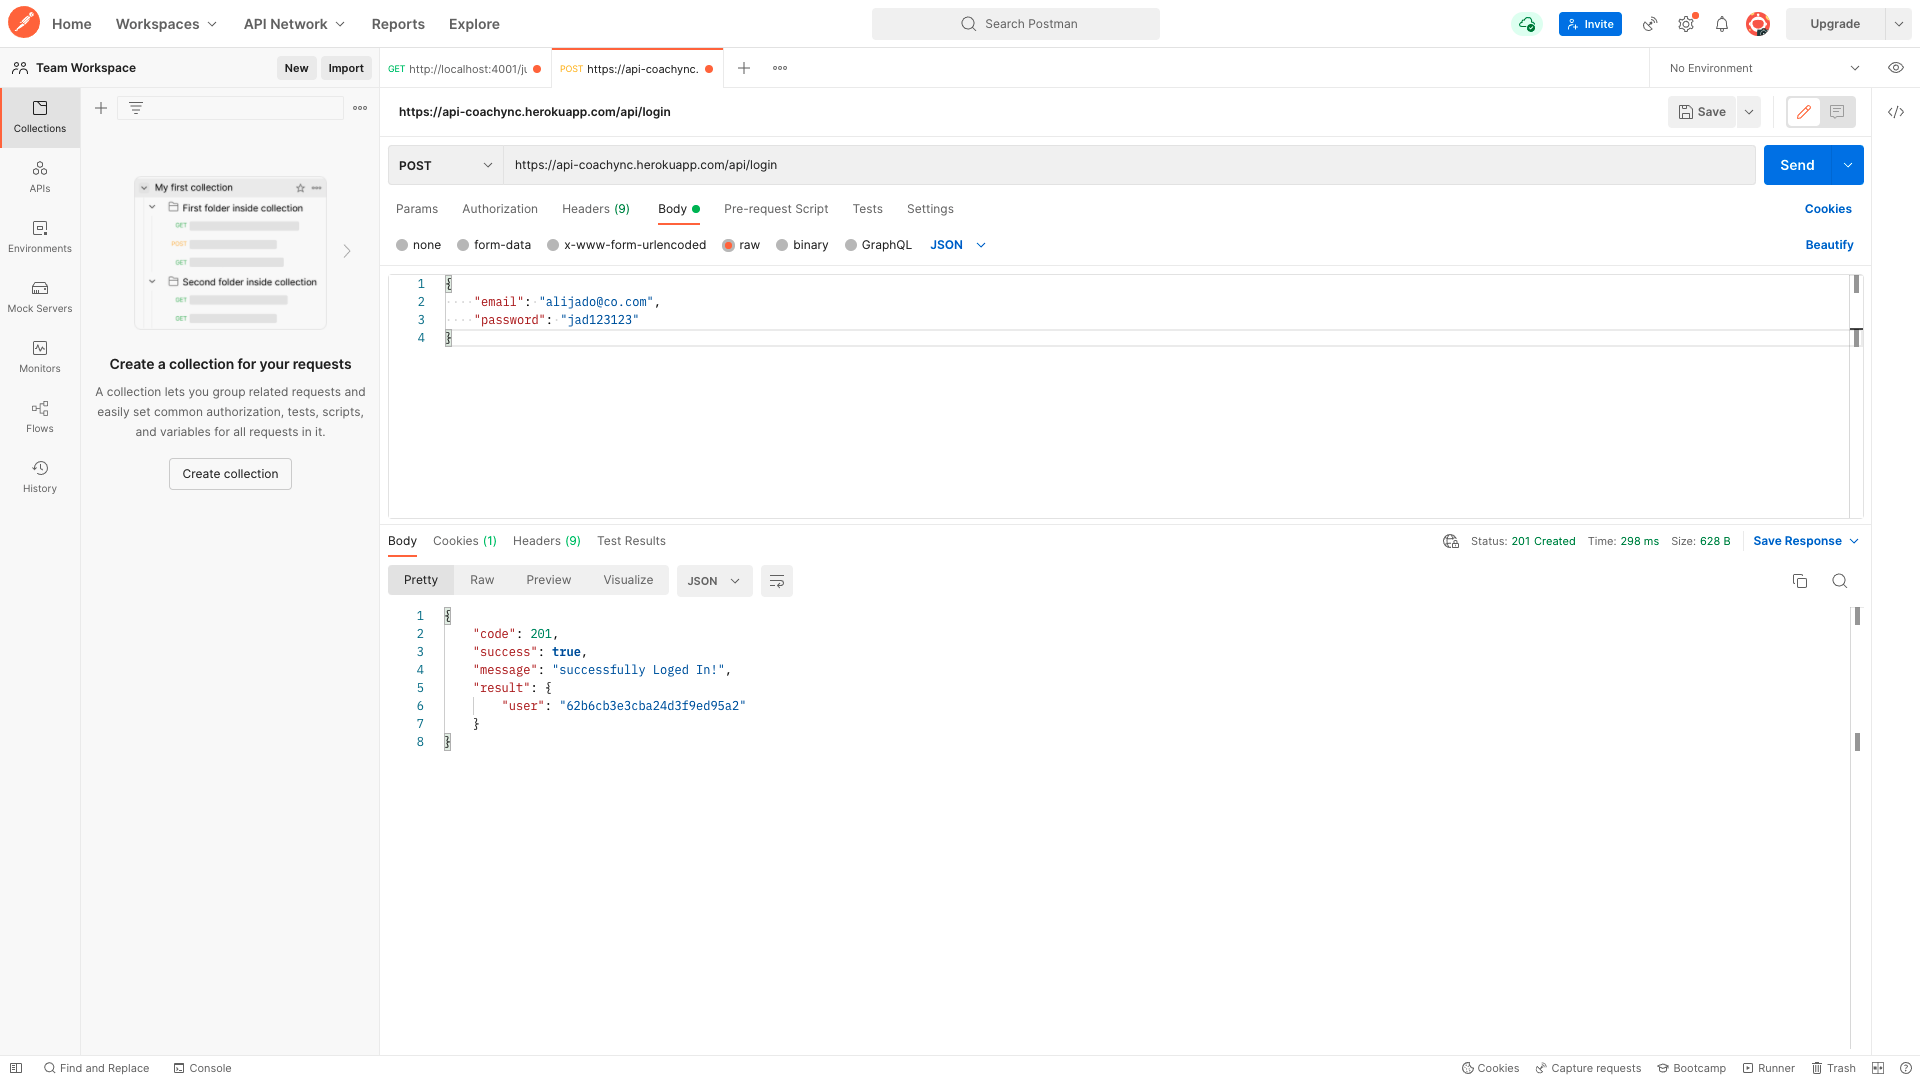 Home Workspaces API Network Reports Explore Search Postman Invite Upgrade
Team Workspace New Import GET http://localhost:4001/ju POST https://api-coachync. No Environment
Collections
APIs
Environments
Mock Servers
Monitors
Flows
History
My first collection
First folder inside collection
GET
POST
GET
Second folder inside collection
GET
GET
Create a collection for your requests
A collection lets you group related requests and
easily set common authorization, tests, scripts,
and variables for all requests in it.
Create collection
https://api-coachync.herokuapp.com/api/login Save
POST https://api-coachync.herokuapp.com/api/login Send
Params Authorization Headers (9) Body Pre-request Script Tests Settings Cookies
none form-data x-www-form-urlencoded raw binary GraphQL JSON Beautify
1 {
2 "email": "alijado@co.com",
3 "password": "jad123123"
4 }
Body Cookies (1) Headers (9) Test Results Status: 201 Created Time: 298 ms Size: 628 B Save Response
Pretty Raw Preview Visualize JSON
1 {
2 "code": 201,
3 "success": true,
4 "message": "successfully Loged In!",
5 "result": {
6 "user": "62b6cb3e3cba24d3f9ed95a2"
7 }
8 }
Find and Replace Console Cookies Capture requests Bootcamp Runner Trash